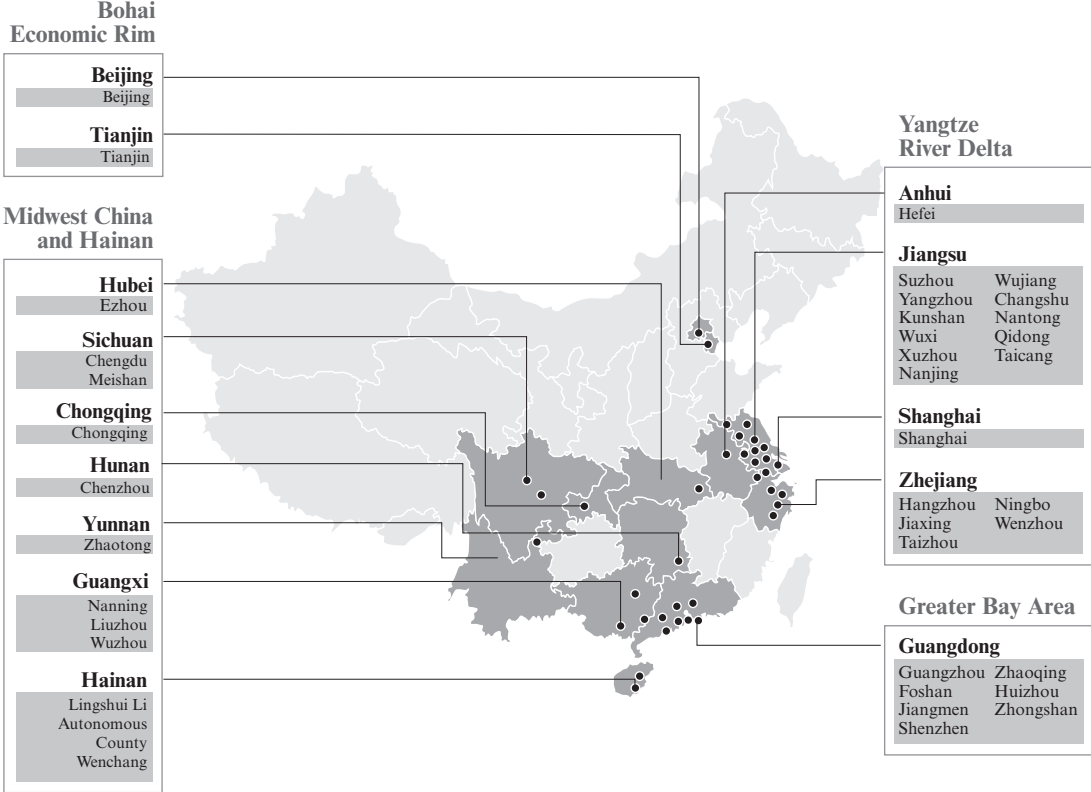 Bohai
Economic Rim
Beijing
Beijing
Tianjin
Tianjin
Midwest China
and Hainan
Hubei
Ezhou
Sichuan
Chengdu
Meishan
Chongqing
Chongqing
Hunan
Chenzhou
Yunnan
Zhaotong
Guangxi
Nanning
Liuzhou
Wuzhou
Hainan
Lingshui Li
Autonomous
County
Wenchang
Yangtze
River Delta
Anhui
Hefei
Jiangsu
Suzhou Wujiang
Yangzhou Changshu
Kunshan Nantong
Wuxi Qidong
Xuzhou Taicang
Nanjing
Shanghai
Shanghai
Zhejiang
Hangzhou Ningbo
Jiaxing Wenzhou
Taizhou
Greater Bay Area
Guangdong
Guangzhou Zhaoqing
Foshan Huizhou
Jiangmen Zhongshan
Shenzhen